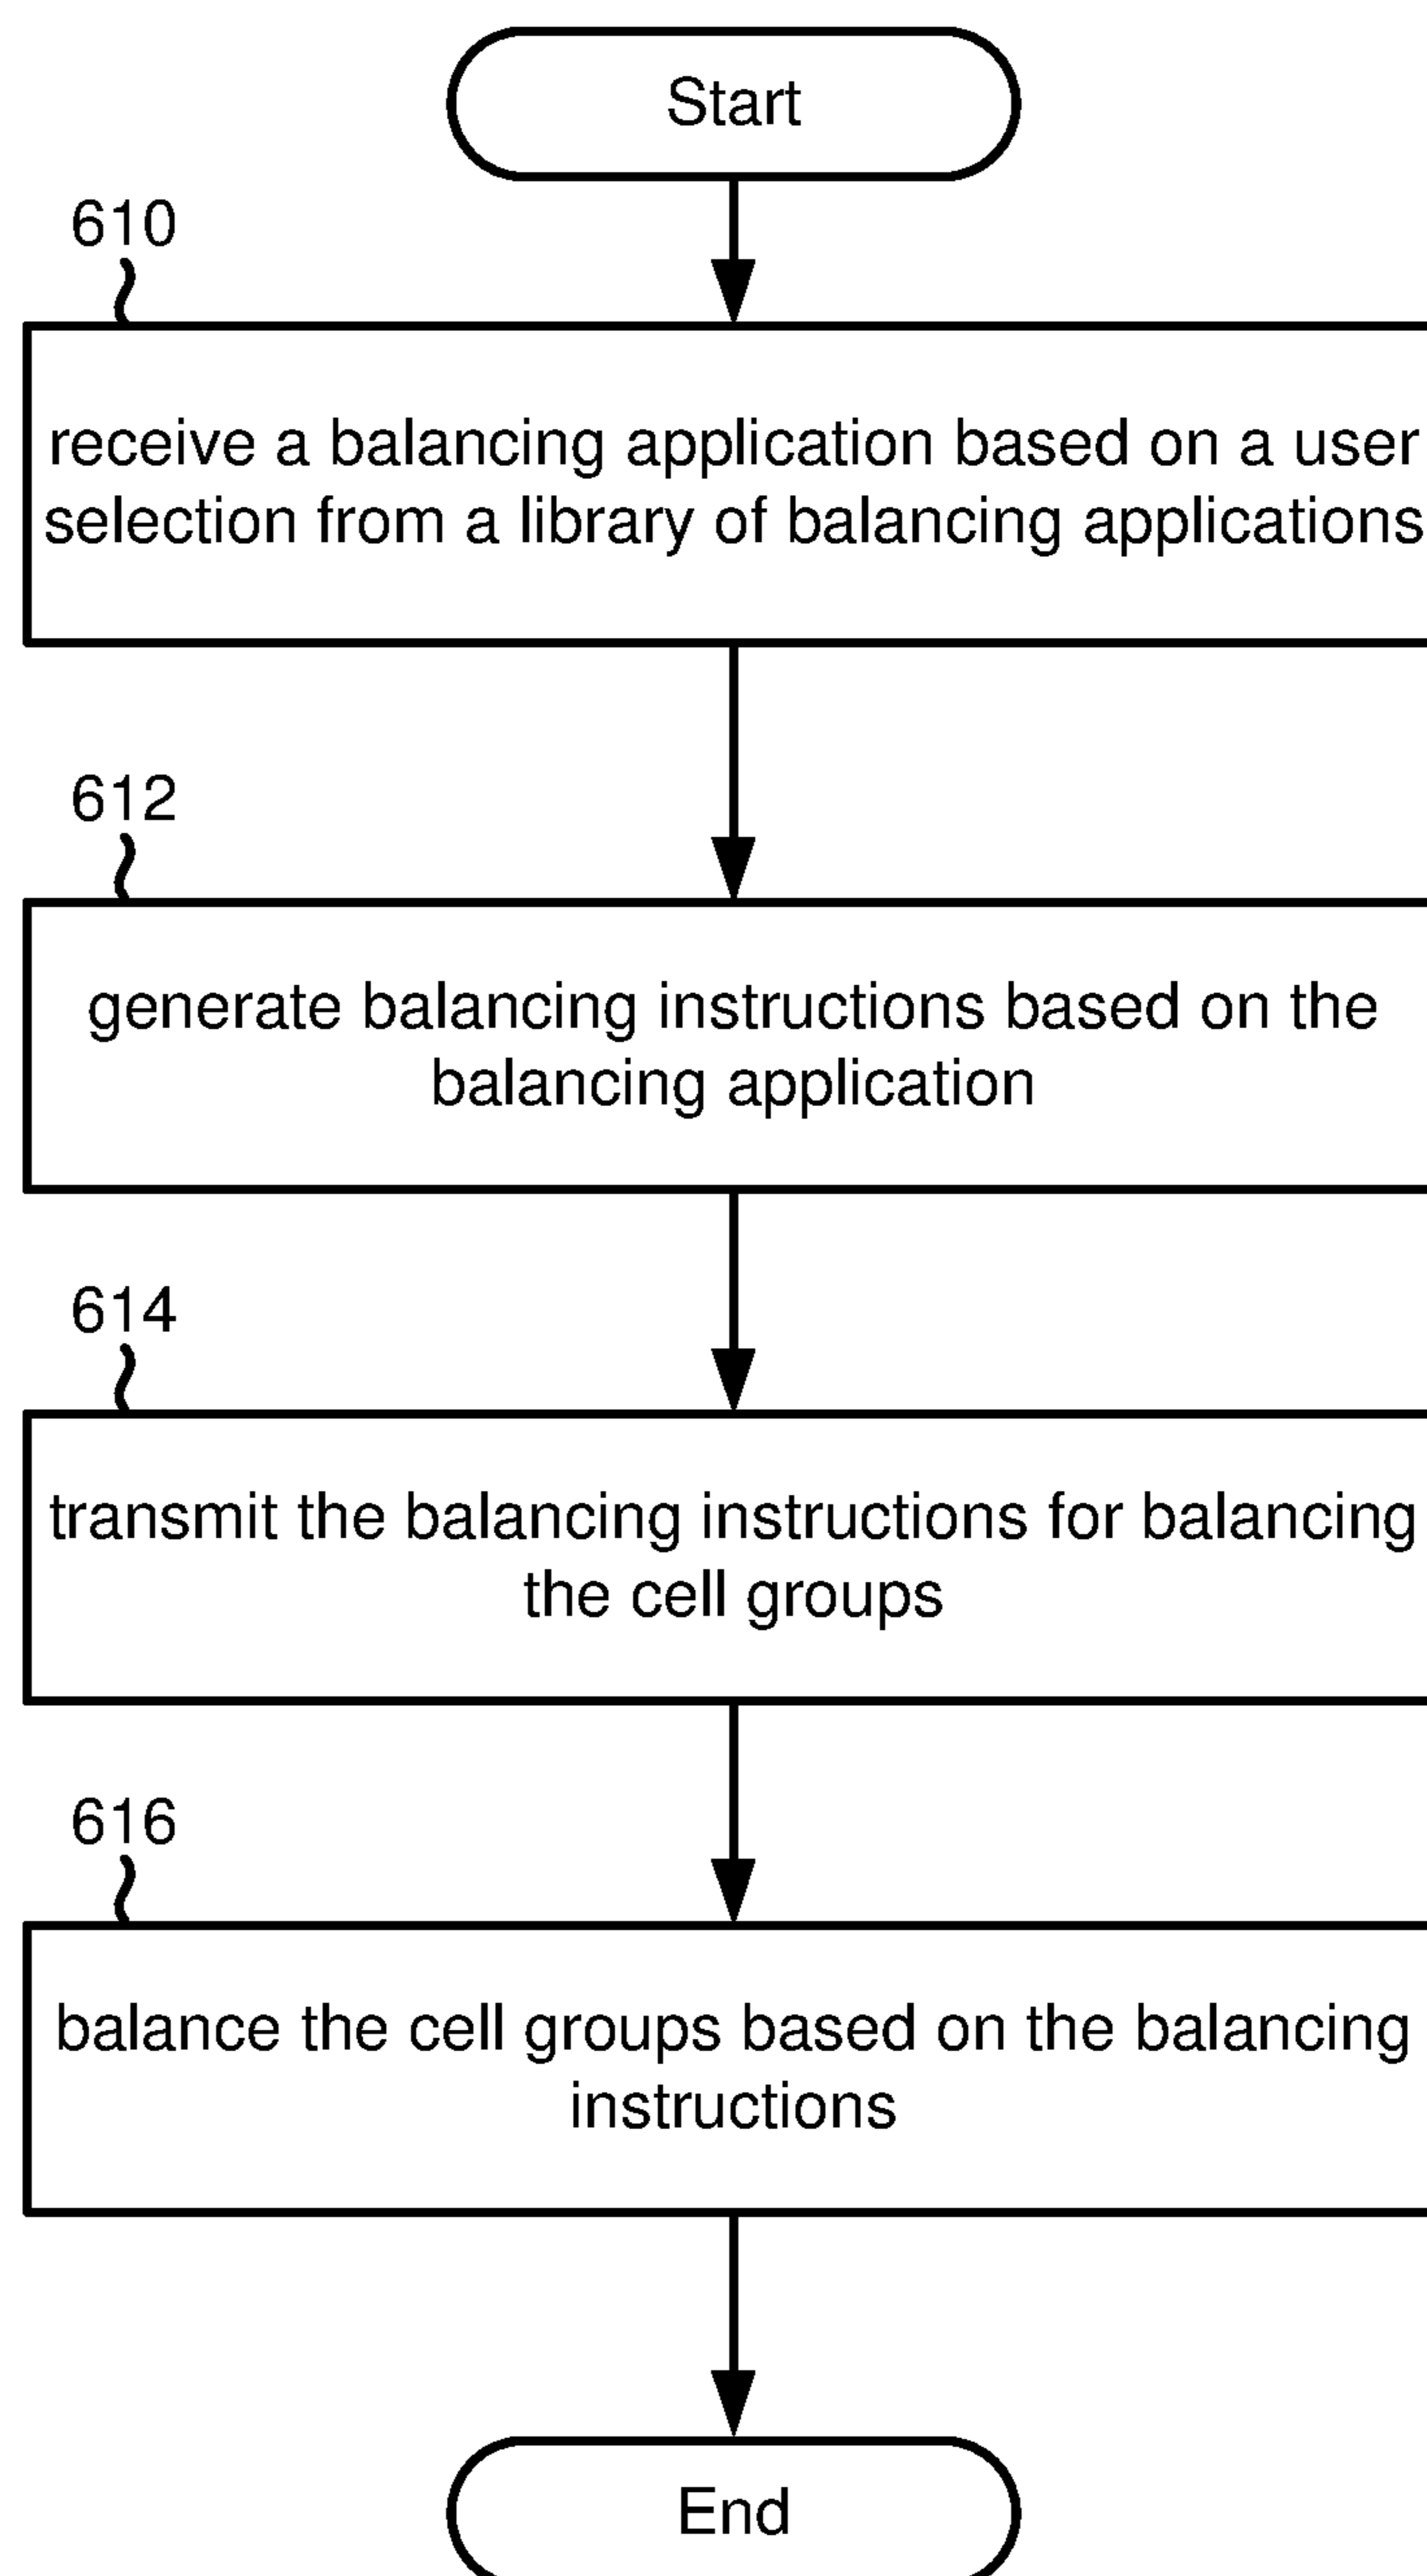 Start
610
receive a balancing application based on a user
selection from a library of balancing applications
612
generate balancing instructions based on the
balancing application
614
transmit the balancing instructions for balancing
the cell groups
616
balance the cell groups based on the balancing
instructions
End